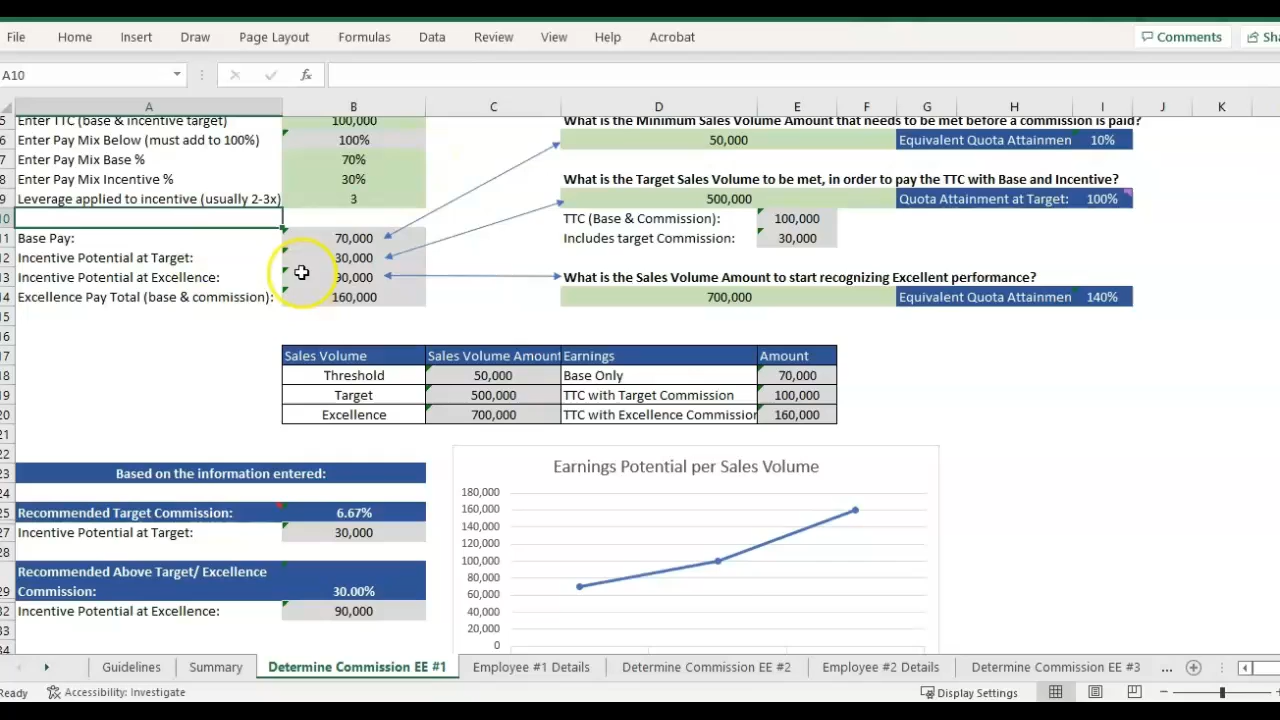 File Home Insert Draw Page Layout Formulas Data Review View Help Acrobat Comments Sha
A10 fx
A B C D E F G H I J K
5 Enter TTC (base & incentive target) 100,000 What is the Minimum Sales Volume Amount that needs to be met before a commission is paid?
6 Enter Pay Mix Below (must add to 100%) 100% 50,000 Equivalent Quota Attainmen 10%
7 Enter Pay Mix Base % 70%
8 Enter Pay Mix Incentive % 30% What is the Target Sales Volume to be met, in order to pay the TTC with Base and Incentive?
9 Leverage applied to incentive (usually 2-3x) 3 500,000 Quota Attainment at Target: 100%
10 TTC (Base & Commission): 100,000
11 Base Pay: 70,000 Includes target Commission: 30,000
12 Incentive Potential at Target: 30,000
13 Incentive Potential at Excellence: 90,000 What is the Sales Volume Amount to start recognizing Excellent performance?
14 Excellence Pay Total (base & commission): 160,000 700,000 Equivalent Quota Attainmen 140%
15
16
17 Sales Volume Sales Volume Amount Earnings Amount
18 Threshold 50,000 Base Only 70,000
19 Target 500,000 TTC with Target Commission 100,000
20 Excellence 700,000 TTC with Excellence Commission 160,000
21
22
23 Based on the information entered:
24
25 Recommended Target Commission: 6.67%
27 Incentive Potential at Target: 30,000
28
Recommended Above Target/ Excellence
29 Commission: 30.00%
32 Incentive Potential at Excellence: 90,000
33
34
Earnings Potential per Sales Volume
180,000
160,000
140,000
120,000
100,000
80,000
60,000
40,000
20,000
0
Guidelines Summary Determine Commission EE #1 Employee #1 Details Determine Commission EE #2 Employee #2 Details Determine Commission EE #3 ...
Ready Accessibility: Investigate Display Settings